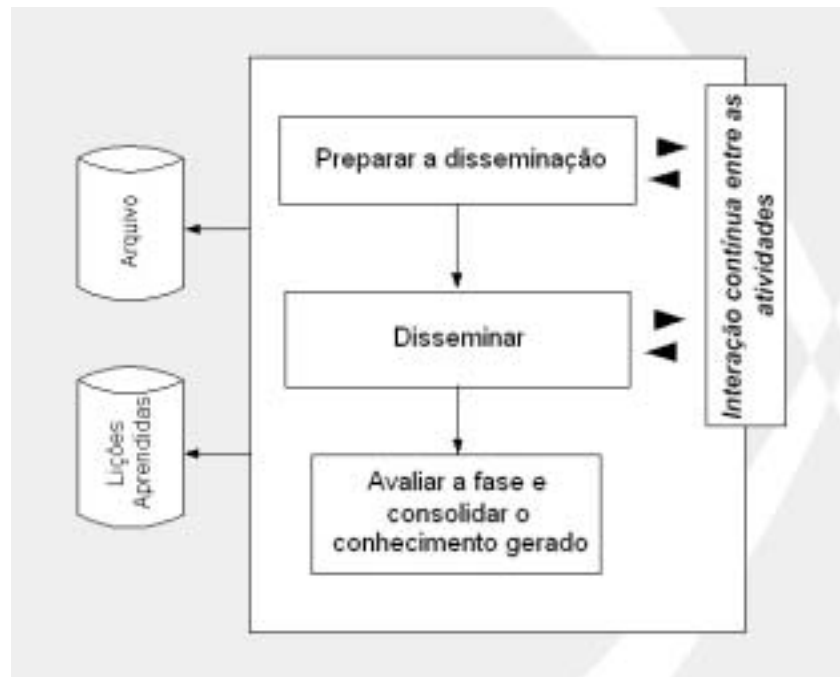 Preparar a disseminação
Disseminar
Avaliar a fase e
consolidar o
conhecimento gerado
Arquivo
Lições
Aprendidas
Interação contínua entre as
atividades